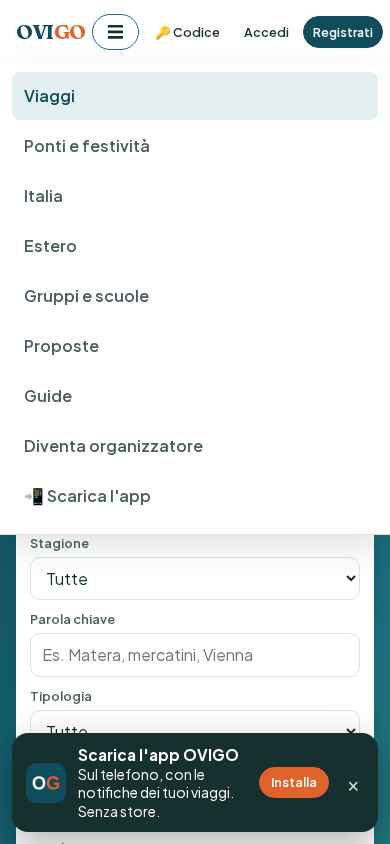 OVIGO
☰
🔑 Codice
Accedi
Registrati
Viaggi
Ponti e festività
Italia
Estero
Gruppi e scuole
Proposte
Guide
Diventa organizzatore
📲 Scarica l'app
Stagione
Tutte
Parola chiave
Es. Matera, mercatini, Vienna
Tipologia
Tutte
OG
Scarica l'app OVIGO
Sul telefono, con le
notifiche dei tuoi viaggi.
Senza store.
Installa
×